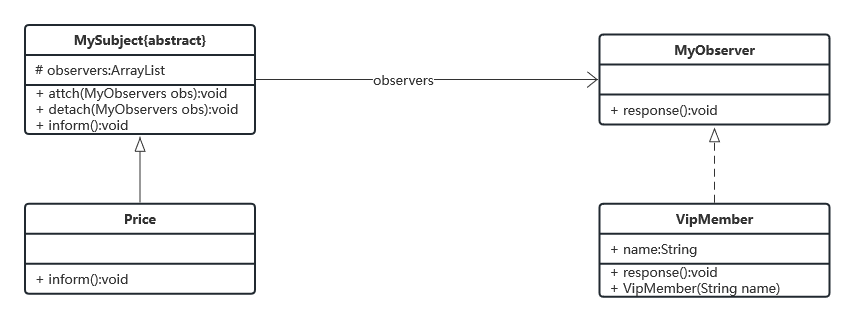 MySubject{abstract}
# observers:ArrayList
+ attch(MyObservers obs):void
+ detach(MyObservers obs):void
+ inform():void
observers
MyObserver
+ response():void
Price
+ inform():void
VipMember
+ name:String
+ response():void
+ VipMember(String name)